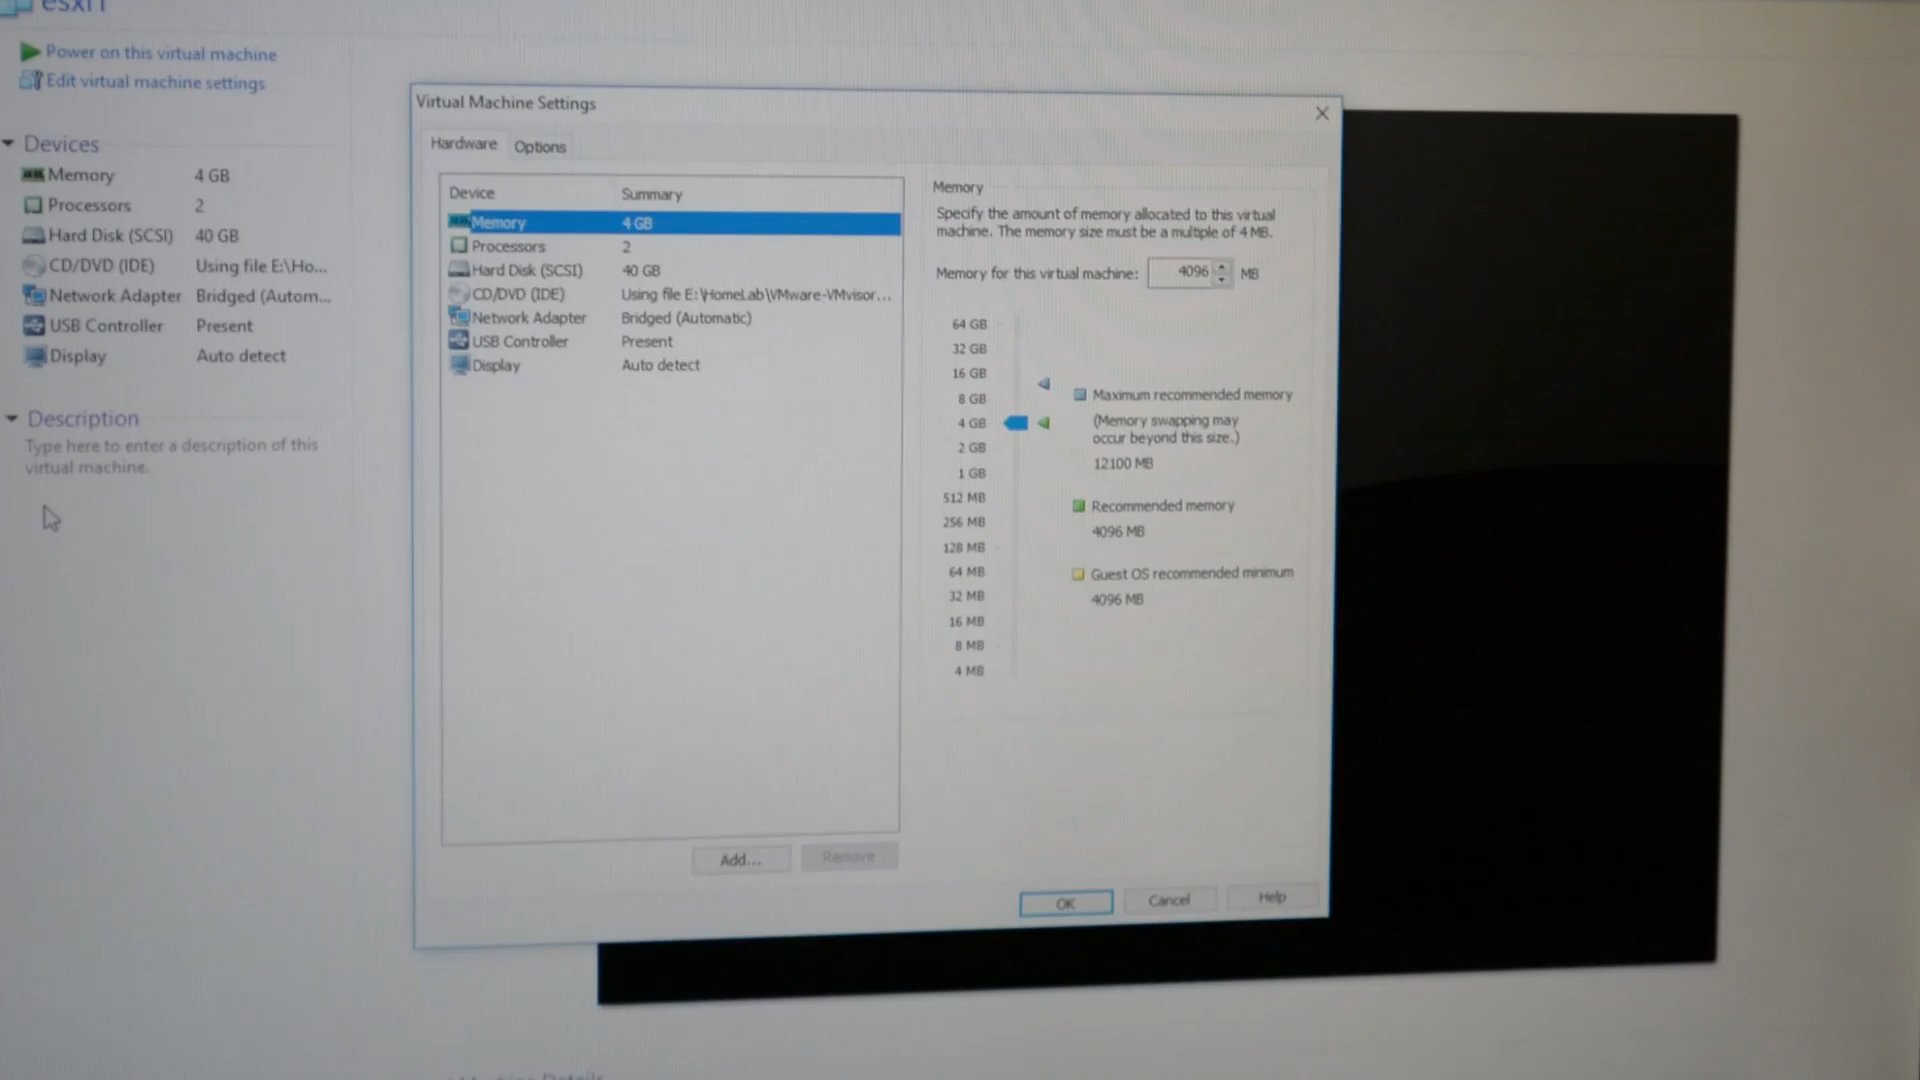 Power on this virtual machine
Edit virtual machine settings
Devices
Memory 4 GB
Processors 2
Hard Disk (SCSI) 40 GB
CD/DVD (IDE) Using file E:\Ho...
Network Adapter Bridged (Autom...
USB Controller Present
Display Auto detect
Description
Type here to enter a description of this
virtual machine.
Virtual Machine Settings
Hardware Options
Device Summary
Memory 4 GB
Processors 2
Hard Disk (SCSI) 40 GB
CD/DVD (IDE) Using file E:\HomeLab\VMware-VMvisor...
Network Adapter Bridged (Automatic)
USB Controller Present
Display Auto detect
Add... Remove
Memory
Specify the amount of memory allocated to this virtual
machine. The memory size must be a multiple of 4 MB.
Memory for this virtual machine: 4096 MB
64 GB
32 GB
16 GB
8 GB
4 GB
2 GB
1 GB
512 MB
256 MB
128 MB
64 MB
32 MB
16 MB
8 MB
4 MB
Maximum recommended memory
(Memory swapping may
occur beyond this size.)
12100 MB
Recommended memory
4096 MB
Guest OS recommended minimum
4096 MB
OK Cancel Help